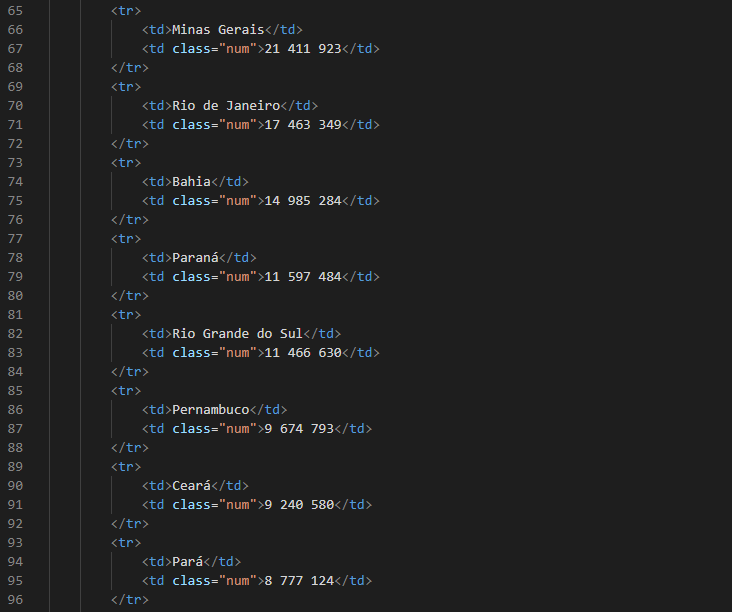 65 <tr>
66 <td>Minas Gerais</td>
67 <td class="num">21 411 923</td>
68 </tr>
69 <tr>
70 <td>Rio de Janeiro</td>
71 <td class="num">17 463 349</td>
72 </tr>
73 <tr>
74 <td>Bahia</td>
75 <td class="num">14 985 284</td>
76 </tr>
77 <tr>
78 <td>Paraná</td>
79 <td class="num">11 597 484</td>
80 </tr>
81 <tr>
82 <td>Rio Grande do Sul</td>
83 <td class="num">11 466 630</td>
84 </tr>
85 <tr>
86 <td>Pernambuco</td>
87 <td class="num">9 674 793</td>
88 </tr>
89 <tr>
90 <td>Ceará</td>
91 <td class="num">9 240 580</td>
92 </tr>
93 <tr>
94 <td>Pará</td>
95 <td class="num">8 777 124</td>
96 </tr>